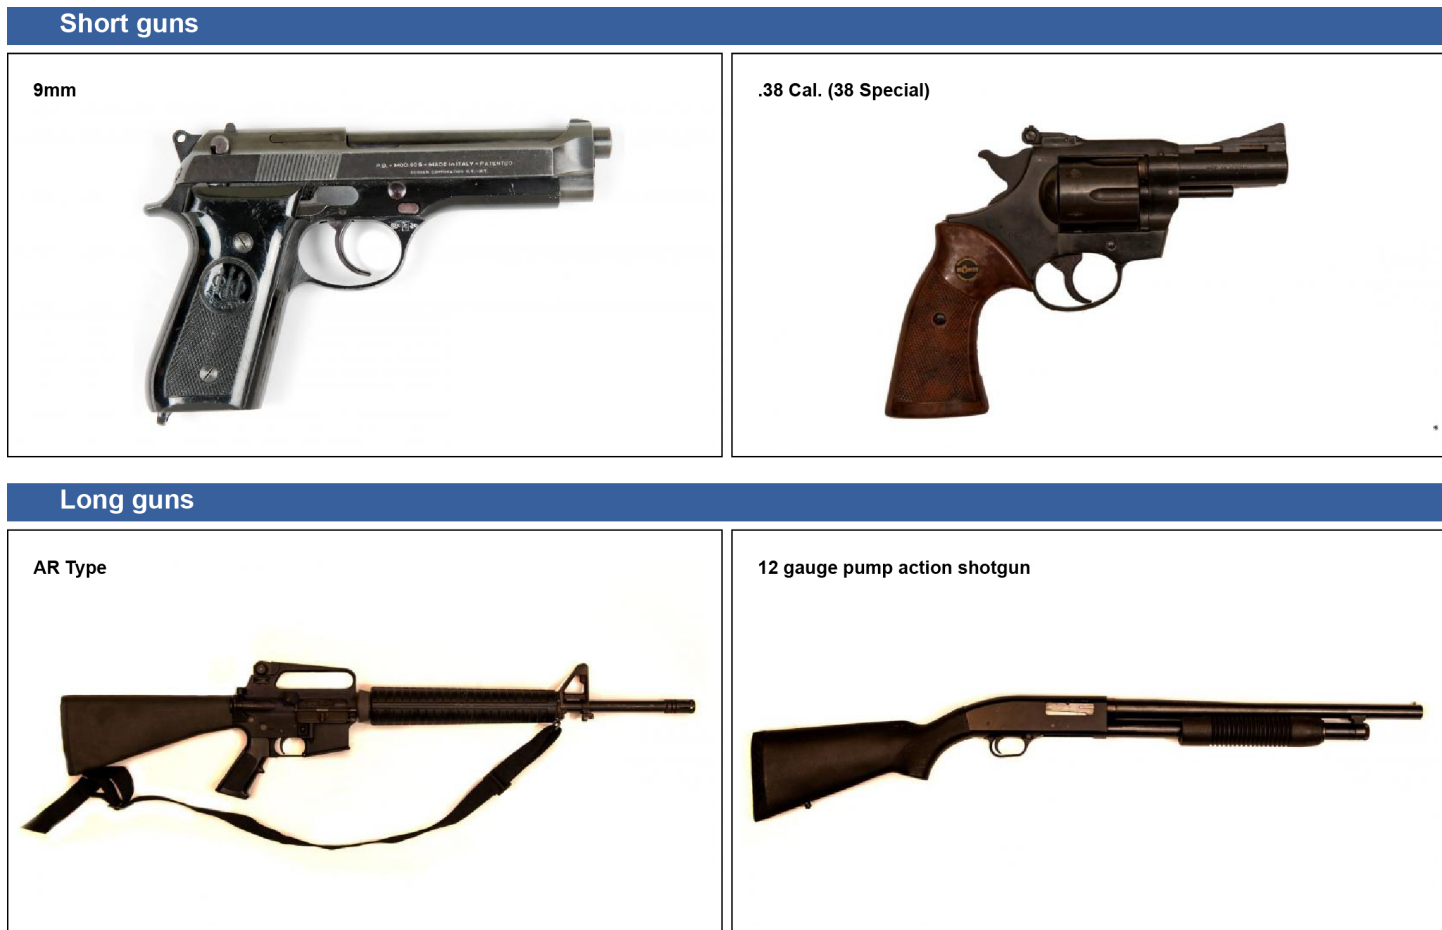 Short guns
9mm
.38 Cal. (38 Special)
Long guns
AR Type
12 gauge pump action shotgun